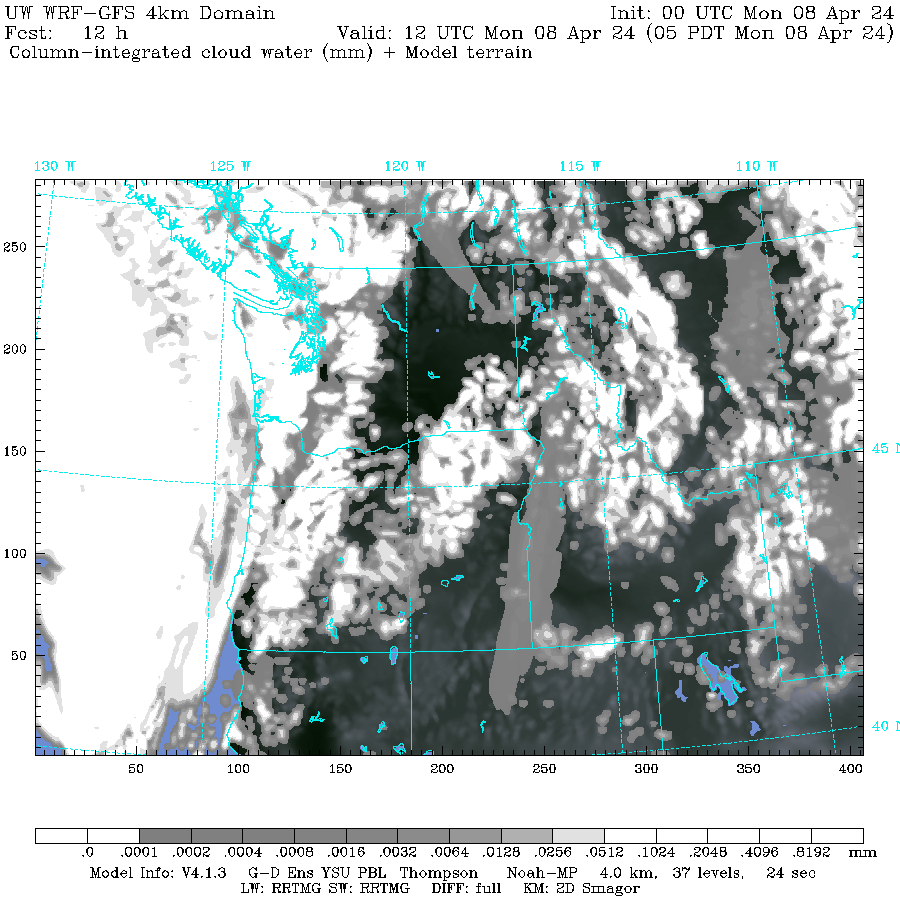 UW WRF-GFS 4km Domain Init: 00 UTC Mon 08 Apr 24
Fcst: 12 h Valid: 12 UTC Mon 08 Apr 24 (05 PDT Mon 08 Apr 24)
Column-integrated cloud water (mm) + Model terrain
130 W 125 W 120 W 115 W 110 W
250
200
150
45 N
100
50
40 N
50 100 150 200 250 300 350 400
.0 .0001 .0002 .0004 .0008 .0016 .0032 .0064 .0128 .0256 .0512 .1024 .2048 .4096 .8192 mm
Model Info: V4.1.3 G-D Ens YSU PBL Thompson Noah-MP 4.0 km, 37 levels, 24 sec
LW: RRTMG SW: RRTMG DIFF: full KM: 2D Smagor